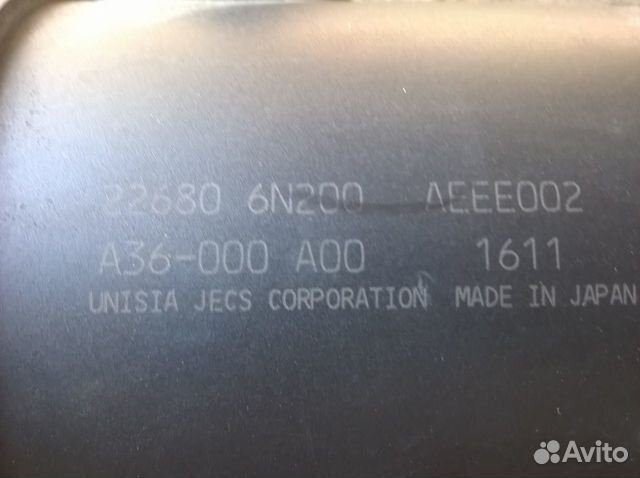 22680 6N200 AEEE002
A36-000 A00 1611
UNISIA JECS CORPORATION MADE IN JAPAN
Avito